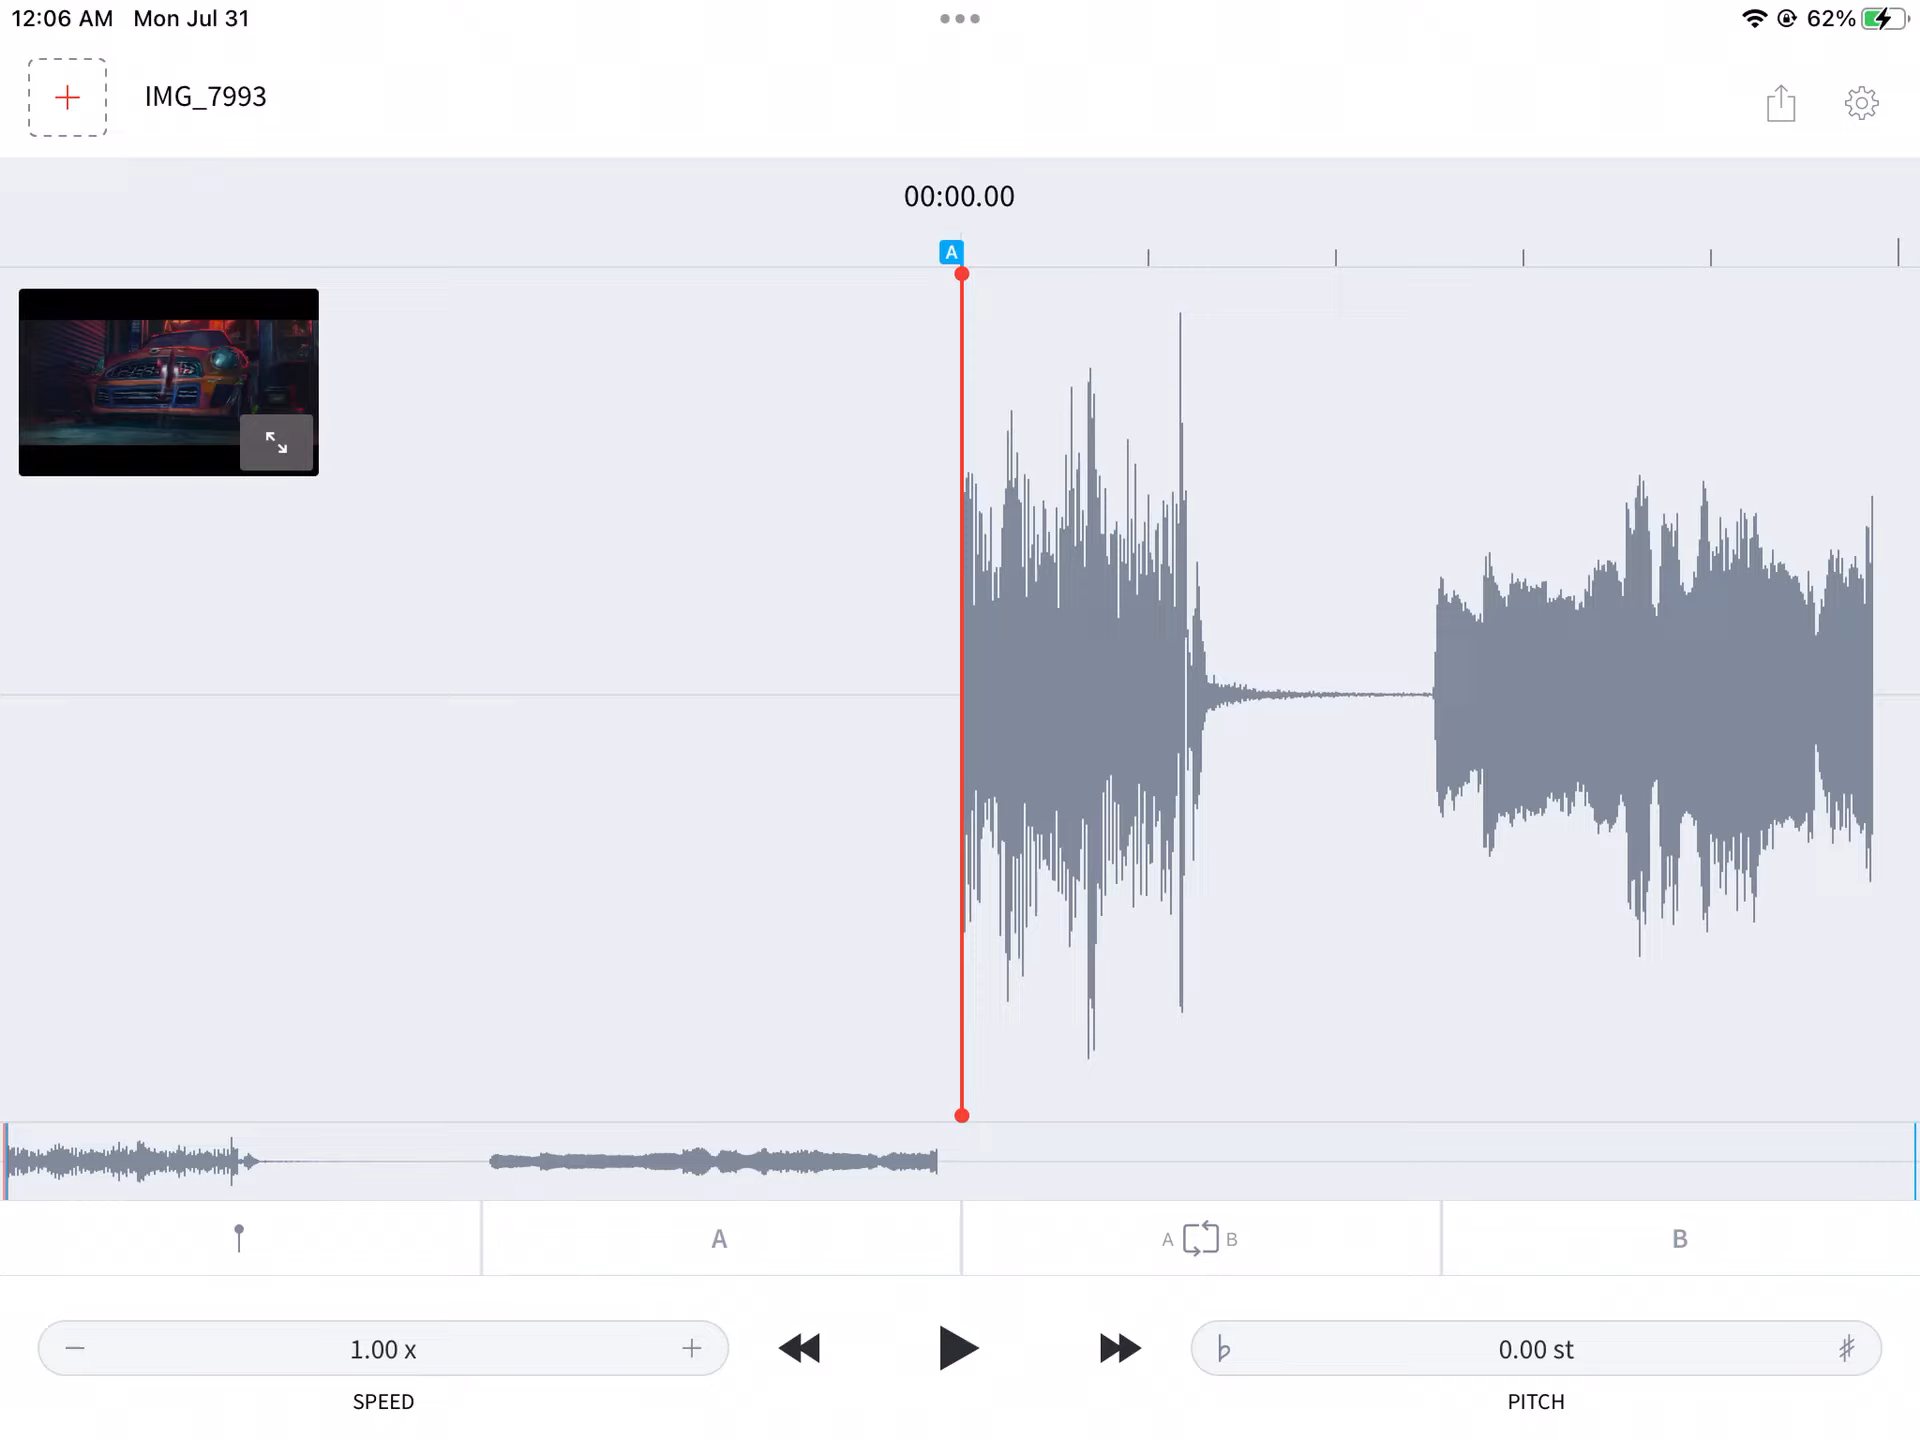 12:06 AM Mon Jul 31
62%
IMG_7993
00:00.00
A
A
A B
B
1.00 x
0.00 st
SPEED
PITCH